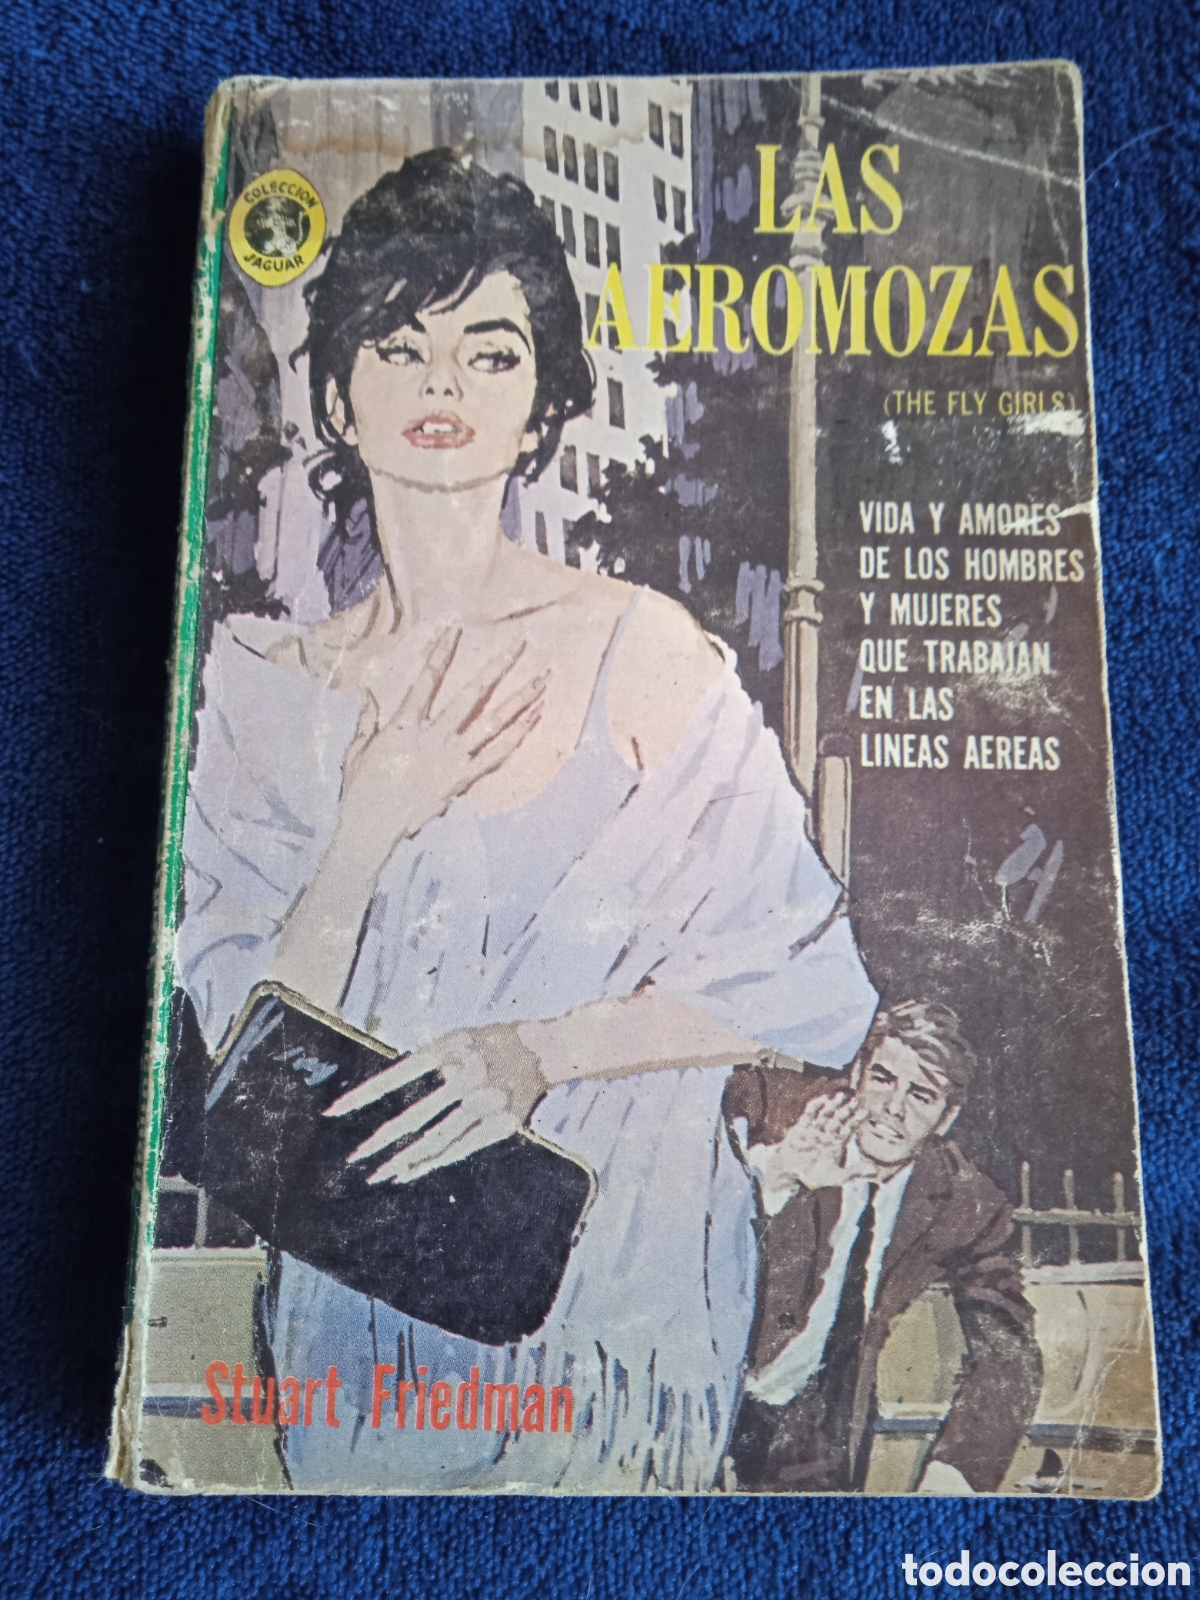 COLECCION
JAGUAR
LAS
AEROMOZAS
(THE FLY GIRLS)
VIDA Y AMORES
DE LOS HOMBRES
Y MUJERES
QUE TRABAJAN
EN LAS
LINEAS AEREAS
Stuart Friedman
todocoleccion